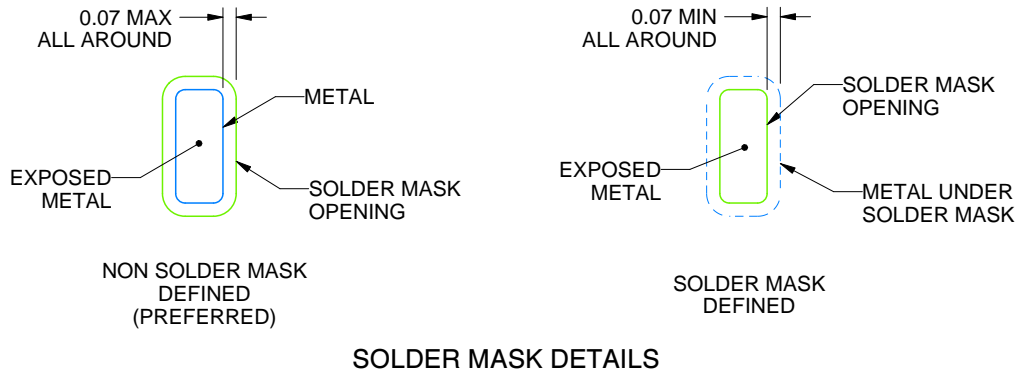 0.07 MAX
ALL AROUND
METAL
EXPOSED
METAL
SOLDER MASK
OPENING
NON SOLDER MASK
DEFINED
(PREFERRED)
0.07 MIN
ALL AROUND
SOLDER MASK
OPENING
EXPOSED
METAL
METAL UNDER
SOLDER MASK
SOLDER MASK
DEFINED
SOLDER MASK DETAILS